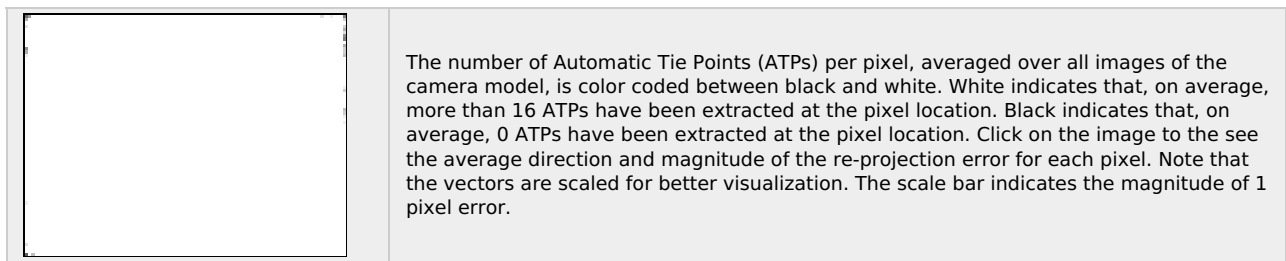 The number of Automatic Tie Points (ATPs) per pixel, averaged over all images of the
camera model, is color coded between black and white. White indicates that, on average,
more than 16 ATPs have been extracted at the pixel location. Black indicates that, on
average, 0 ATPs have been extracted at the pixel location. Click on the image to the see
the average direction and magnitude of the re-projection error for each pixel. Note that
the vectors are scaled for better visualization. The scale bar indicates the magnitude of 1
pixel error.